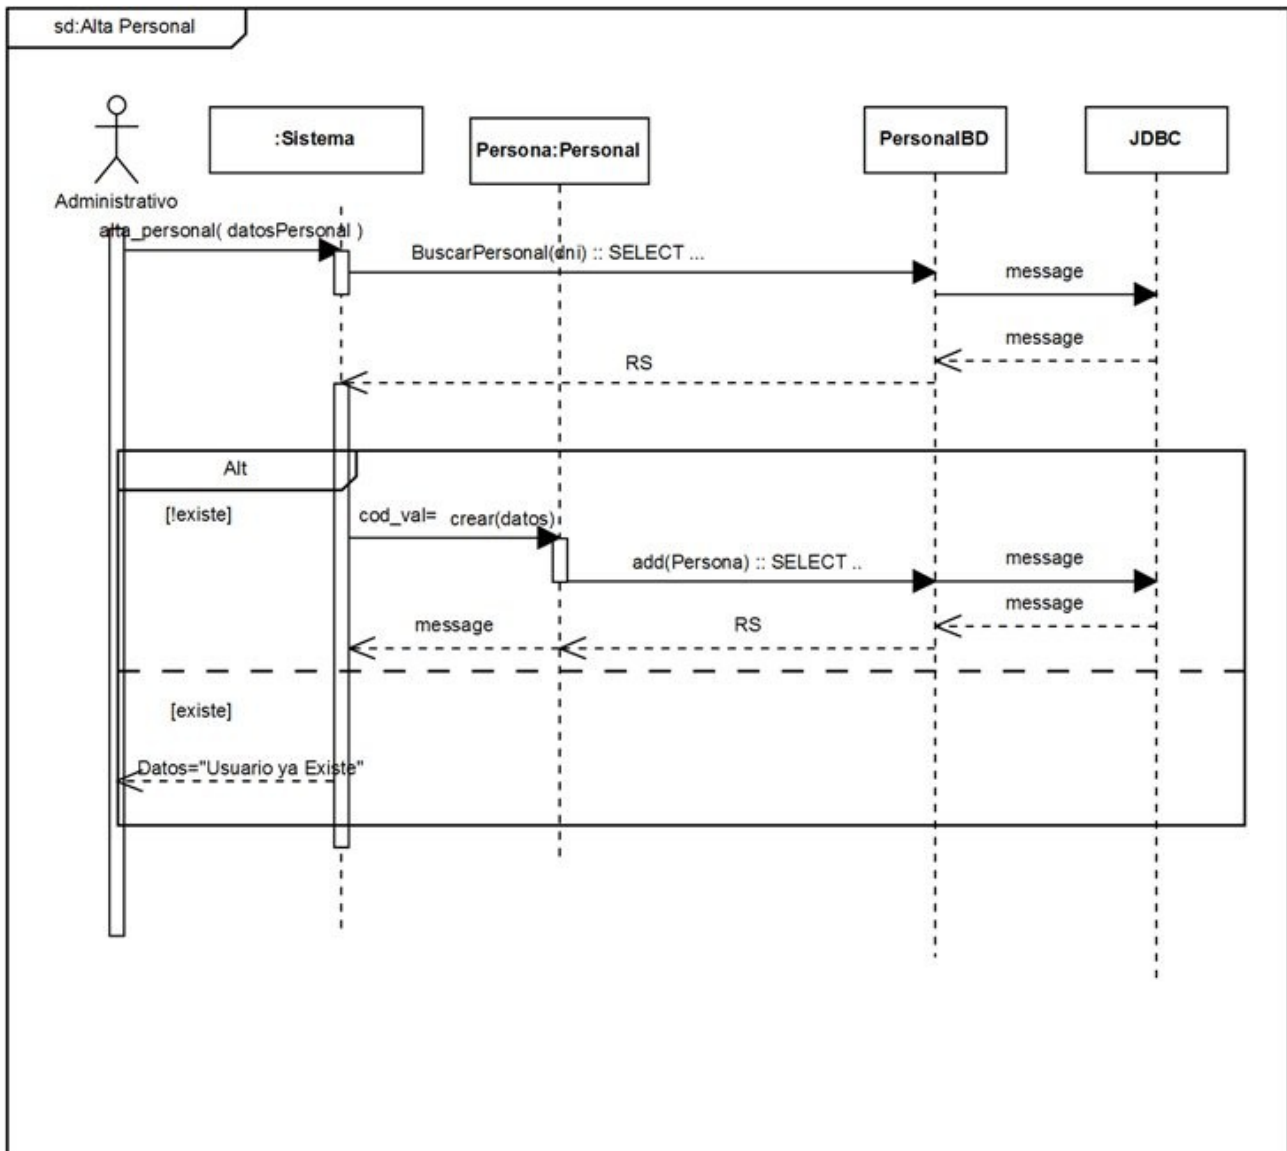 sd:Alta Personal
:Sistema
Persona:Personal
PersonalBD
JDBC
Administrativo
alta_personal( datosPersonal )
BuscarPersonal(dni) :: SELECT ...
message
message
RS
Alt
[!existe]
cod_val=
crear(datos)
add(Persona) :: SELECT ..
message
message
message
RS
[existe]
Datos="Usuario ya Existe"